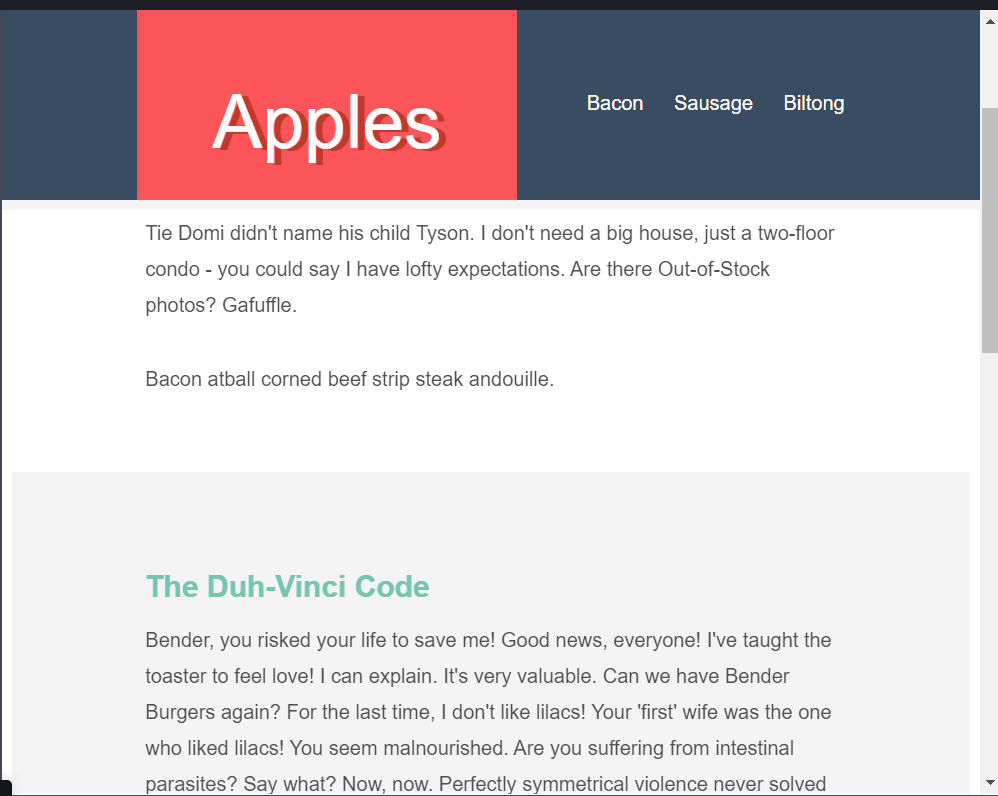 Apples
Bacon Sausage Biltong
Tie Domi didn't name his child Tyson. I don't need a big house, just a two-floor
condo - you could say I have lofty expectations. Are there Out-of-Stock
photos? Gafuffle.
Bacon atball corned beef strip steak andouille.
The Duh-Vinci Code
Bender, you risked your life to save me! Good news, everyone! I've taught the
toaster to feel love! I can explain. It's very valuable. Can we have Bender
Burgers again? For the last time, I don't like lilacs! Your 'first' wife was the one
who liked lilacs! You seem malnourished. Are you suffering from intestinal
parasites? Say what? Now, now. Perfectly symmetrical violence never solved